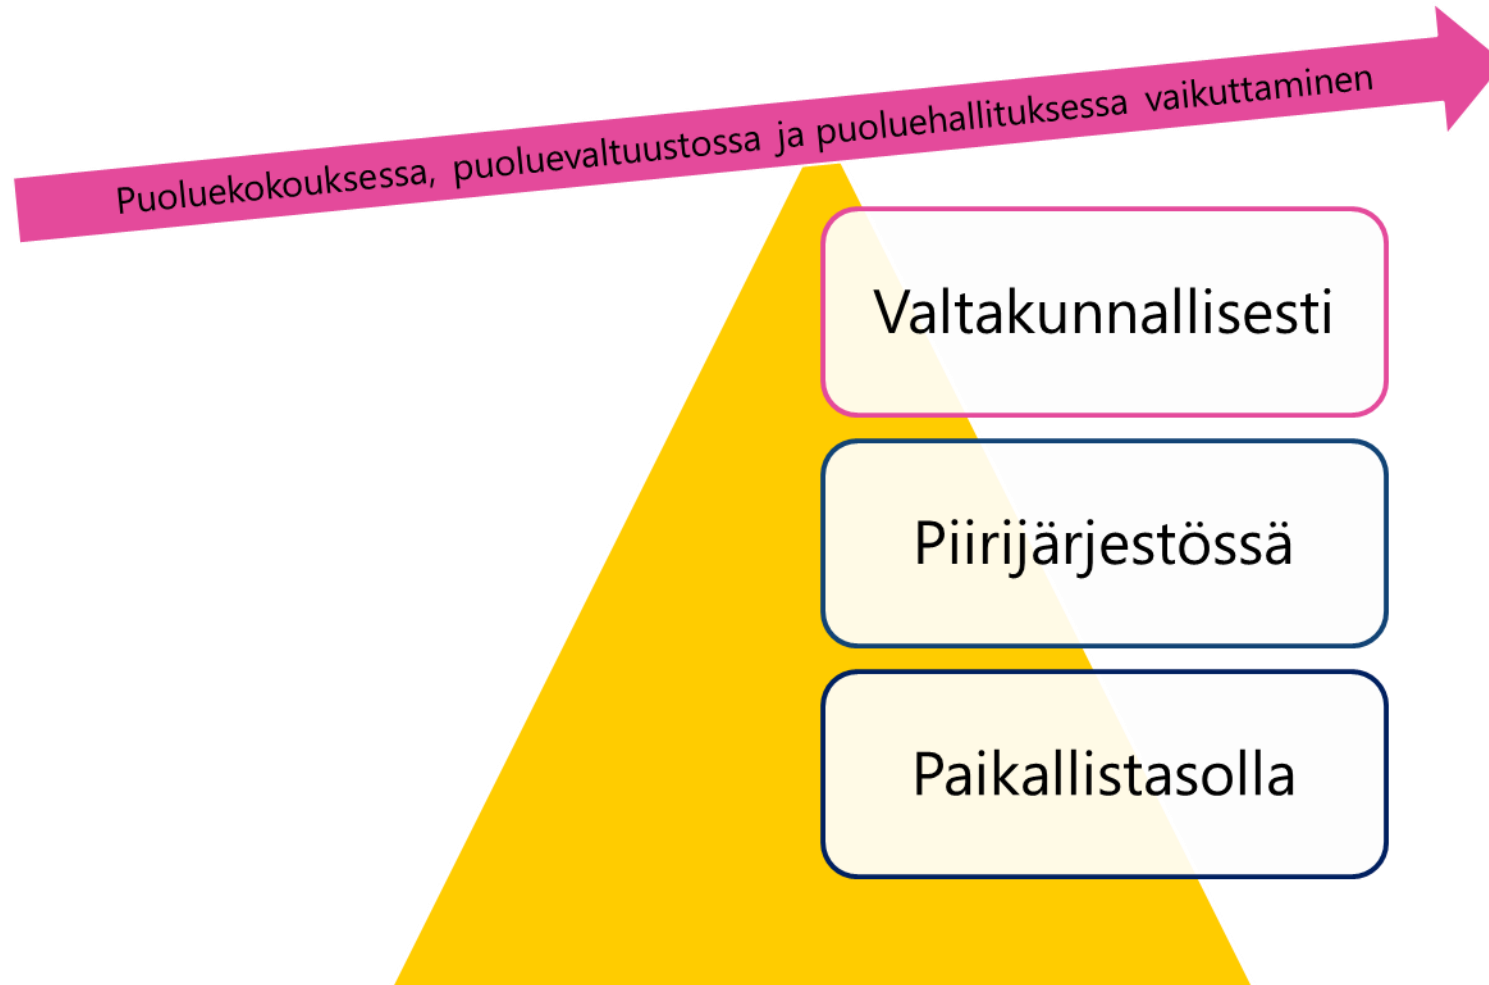 Puoluekokouksessa, puoluevaltuustossa ja puoluehallituksessa vaikuttaminen
Valtakunnallisesti
Piirijärjestössä
Paikallistasolla